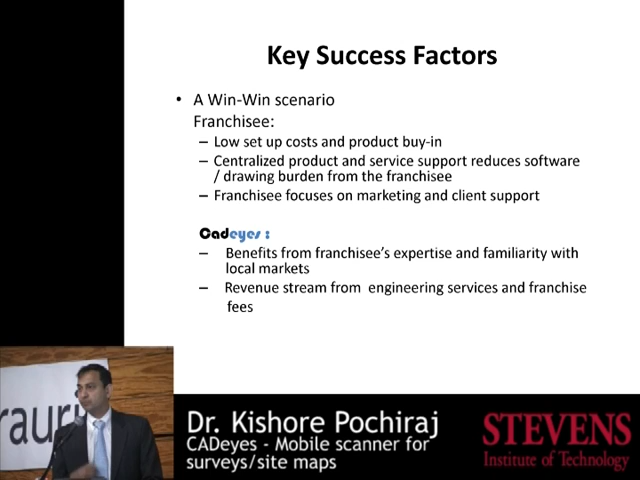 Key Success Factors
• A Win-Win scenario
Franchisee:
– Low set up costs and product buy-in
– Centralized product and service support reduces software
/ drawing burden from the franchisee
– Franchisee focuses on marketing and client support
Cadeyes :
– Benefits from franchisee’s expertise and familiarity with
local markets
– Revenue stream from engineering services and franchise
fees
Dr. Kishore Pochiraj
CADeyes - Mobile scanner for
surveys/site maps
STEVENS
Institute of Technology